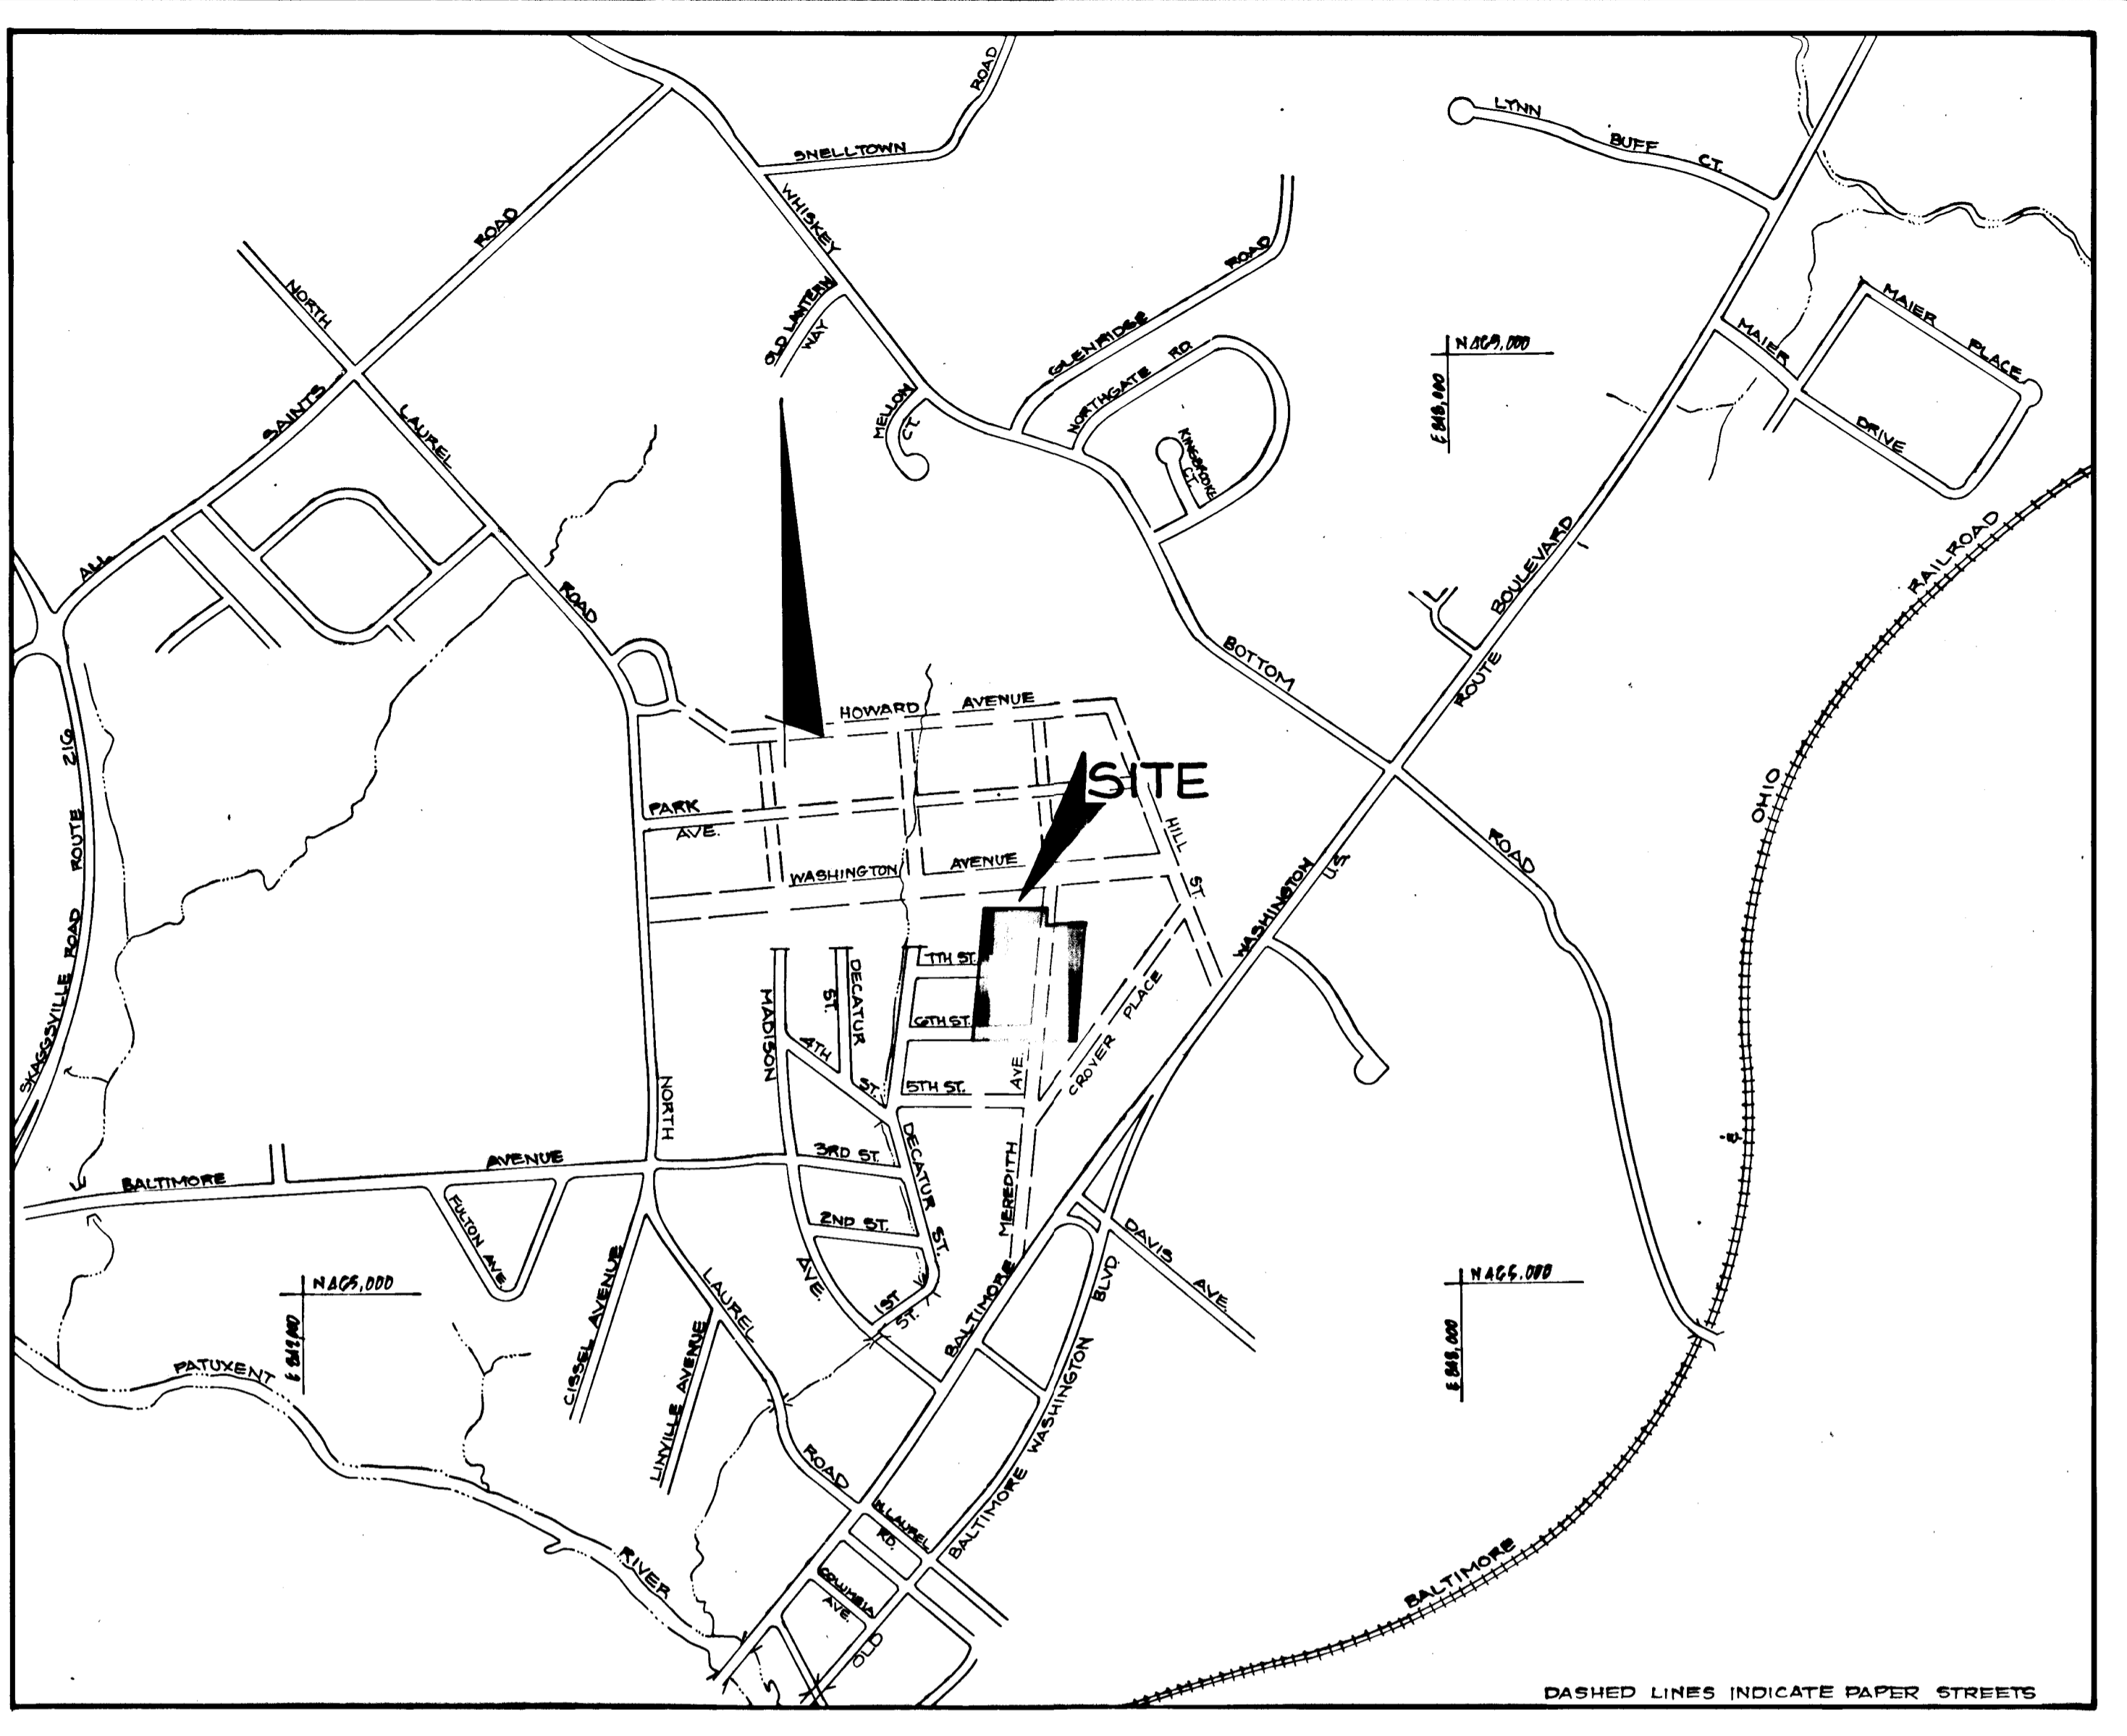 ROAD
LYNN
BUFF
CT.
SNELLTOWN
WHISKEY
ROAD
NORTH
ROAD
OLD LANTERN
WAY
GLENRIDGE
NORTHGATE RD.
MAIER
PLACE
MAIER
DRIVE
N 469,000
E 848,000
SAINTS
LAUREL
MELLON
CT.
KINGBROOKE
CT.
ALL
ROAD
BOULEVARD
ROUTE
RAILROAD
BOTTOM
HOWARD AVENUE
SITE
216
ROUTE
SKAGGSVILLE ROAD
PARK
AVE.
HILL
ST.
WASHINGTON AVENUE
WASHINGTON
U.S.
ROAD
OHIO
7TH ST.
DECATUR
ST.
MADISON
6TH ST.
4TH
ST.
5TH ST.
AVE.
CROVER PLACE
NORTH
3RD ST.
DECATUR
ST.
MEREDITH
BALTIMORE
AVENUE
FULTON AVE.
2ND ST.
AVE.
1ST
ST.
DAVIS
AVE.
BLVD.
N 465,000
E 842,000
N 465,000
E 848,000
CISSEL AVENUE
LAUREL
LINVILLE AVENUE
BALTIMORE
PATUXENT
RIVER
ROAD
BALTIMORE WASHINGTON
N. LAUREL
RD.
COLUMBIA
AVE.
OLD
BALTIMORE
DASHED LINES INDICATE PAPER STREETS